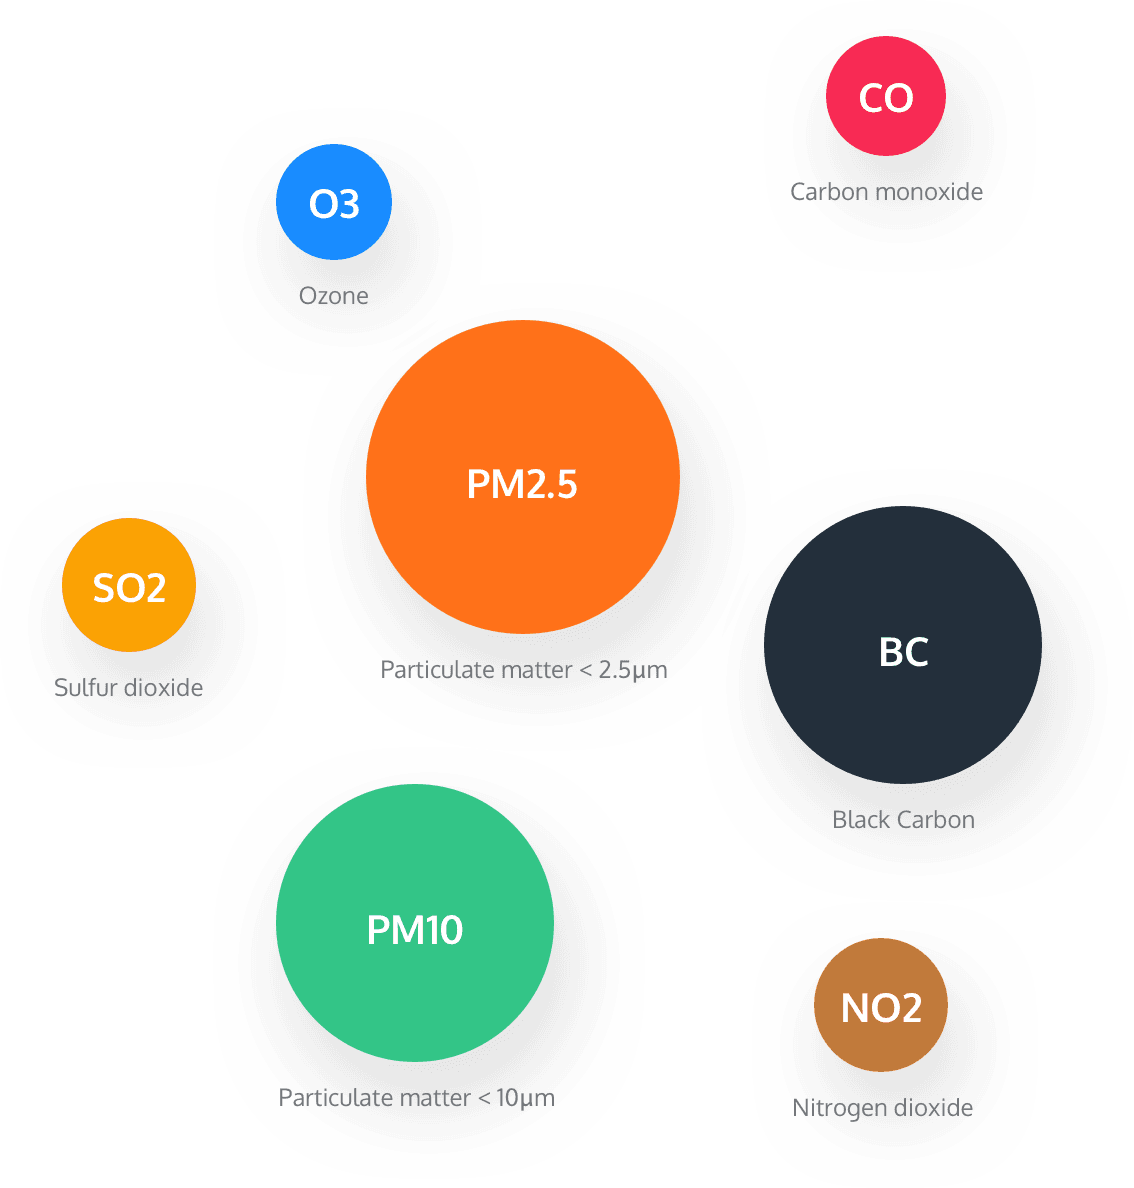 CO
Carbon monoxide
O3
Ozone
PM2.5
Particulate matter < 2.5µm
SO2
Sulfur dioxide
BC
Black Carbon
PM10
Particulate matter < 10µm
NO2
Nitrogen dioxide